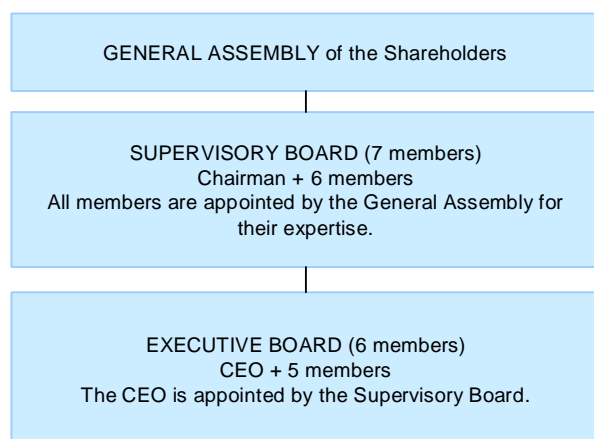 GENERAL ASSEMBLY of the Shareholders
SUPERVISORY BOARD (7 members)
Chairman + 6 members
All members are appointed by the General Assembly for
their expertise.
EXECUTIVE BOARD (6 members)
CEO + 5 members
The CEO is appointed by the Supervisory Board.